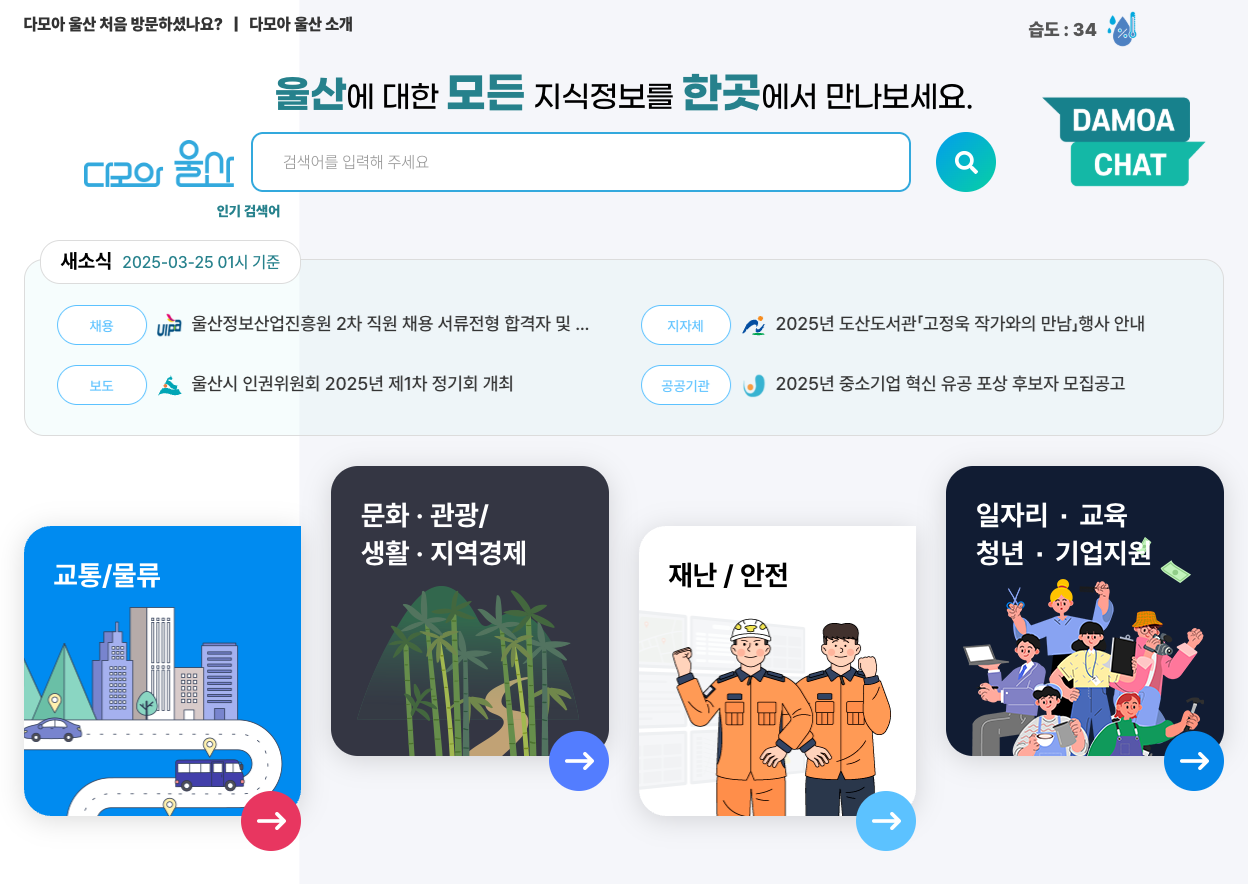 다모아 울산 처음 방문하셨나요? | 다모아 울산 소개
습도 : 34
울산에 대한 모든 지식정보를 한곳에서 만나보세요.
DAMOA
CHAT
다모아 울산
검색어를 입력해 주세요
인기 검색어
새소식 2025-03-25 01시 기준
채용 UIPA 울산정보산업진흥원 2차 직원 채용 서류전형 합격자 및 ...
지자체 2025년 도산도서관「고정욱 작가와의 만남」행사 안내
보도 울산시 인권위원회 2025년 제1차 정기회 개최
공공기관 2025년 중소기업 혁신 유공 포상 후보자 모집공고
교통/물류
문화 · 관광/
생활 · 지역경제
재난 / 안전
일자리 · 교육
청년 · 기업지원